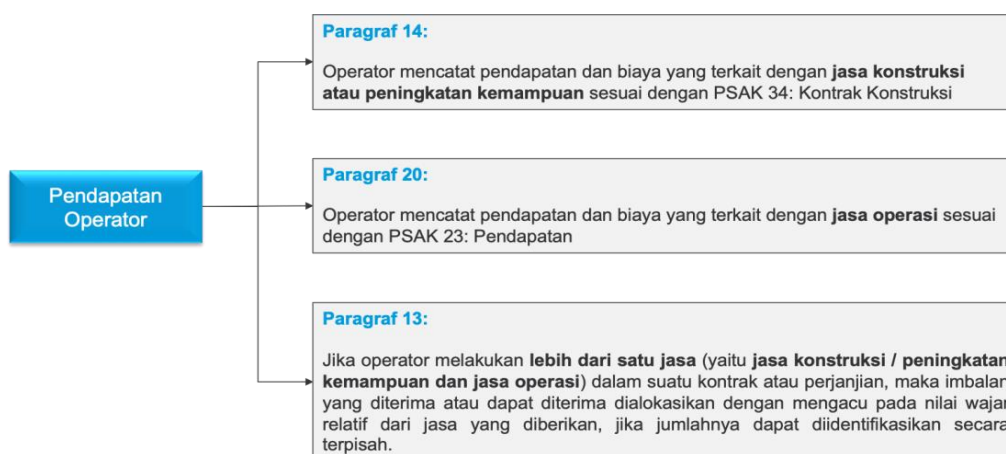 Paragraf 14:
Operator mencatat pendapatan dan biaya yang terkait dengan jasa konstruksi
atau peningkatan kemampuan sesuai dengan PSAK 34: Kontrak Konstruksi
Pendapatan
Operator
Paragraf 20:
Operator mencatat pendapatan dan biaya yang terkait dengan jasa operasi sesuai
dengan PSAK 23: Pendapatan
Paragraf 13:
Jika operator melakukan lebih dari satu jasa (yaitu jasa konstruksi / peningkatan
kemampuan dan jasa operasi) dalam suatu kontrak atau perjanjian, maka imbalan
yang diterima atau dapat diterima dialokasikan dengan mengacu pada nilai wajar
relatif dari jasa yang diberikan, jika jumlahnya dapat diidentifikasikan secara
terpisah.